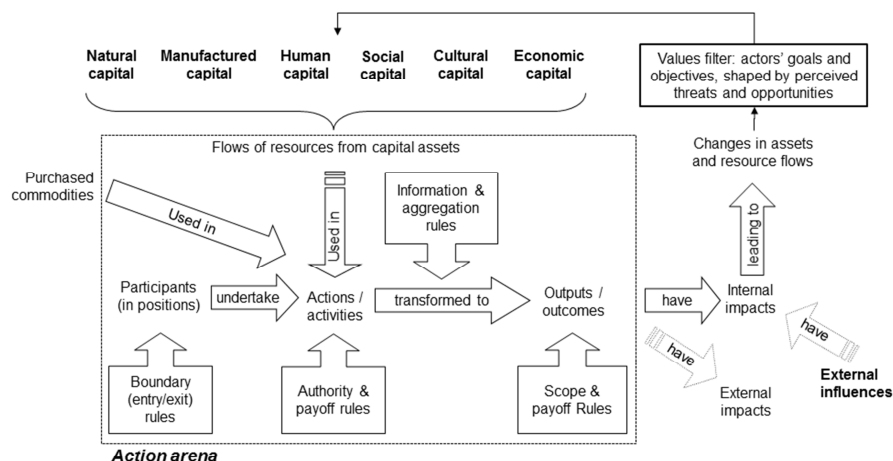 Natural
capital
Manufactured
capital
Human
capital
Social
capital
Cultural
capital
Economic
capital
Values filter: actors' goals and
objectives, shaped by perceived
threats and opportunities
Flows of resources from capital assets
Changes in assets
and resource flows
Purchased
commodities
Used in
Used in
Information &
aggregation
rules
leading to
Participants
(in positions)
undertake
Actions /
activities
transformed to
Outputs /
outcomes
have
Internal
impacts
have
have
External
influences
External
impacts
Boundary
(entry/exit)
rules
Authority &
payoff rules
Scope &
payoff Rules
Action arena